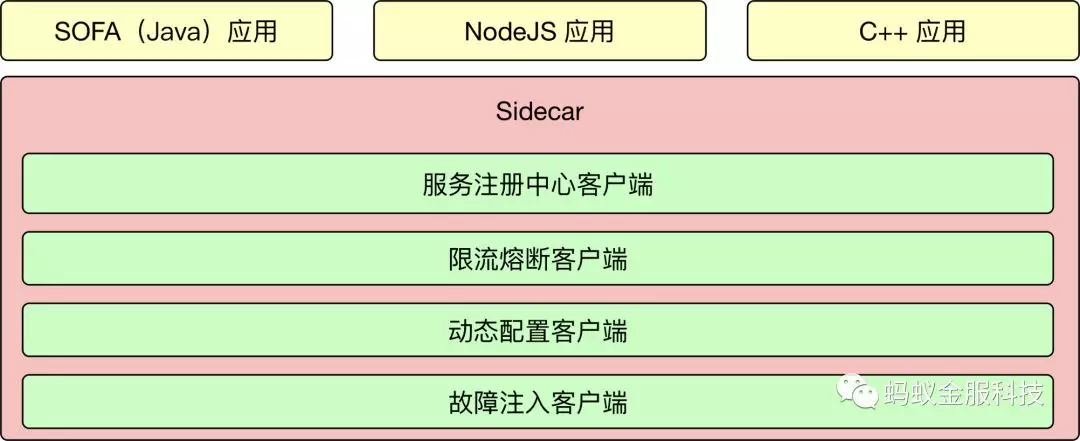 SOFA（Java）应用
NodeJS 应用
C++ 应用
Sidecar
服务注册中心客户端
限流熔断客户端
动态配置客户端
故障注入客户端
蚂蚁金服科技